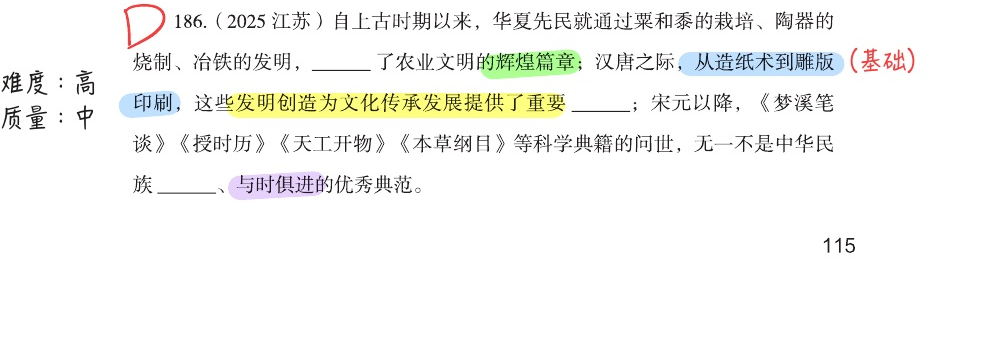 D 186.（2025 江苏）自上古时期以来，华夏先民就通过粟和黍的栽培、陶器的
烧制、冶铁的发明，______ 了农业文明的辉煌篇章；汉唐之际，从造纸术到雕版（基础）
难度：高
印刷，这些发明创造为文化传承发展提供了重要 ______；宋元以降，《梦溪笔
质量：中
谈》《授时历》《天工开物》《本草纲目》等科学典籍的问世，无一不是中华民
族 ______、与时俱进的优秀典范。
115